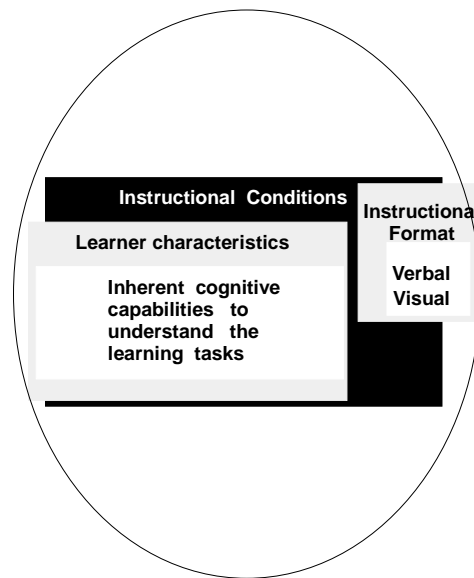 Instructional Conditions
Instructiona
Format
Verbal
Visual
Learner characteristics
Inherent cognitive
capabilities to
understand the
learning tasks